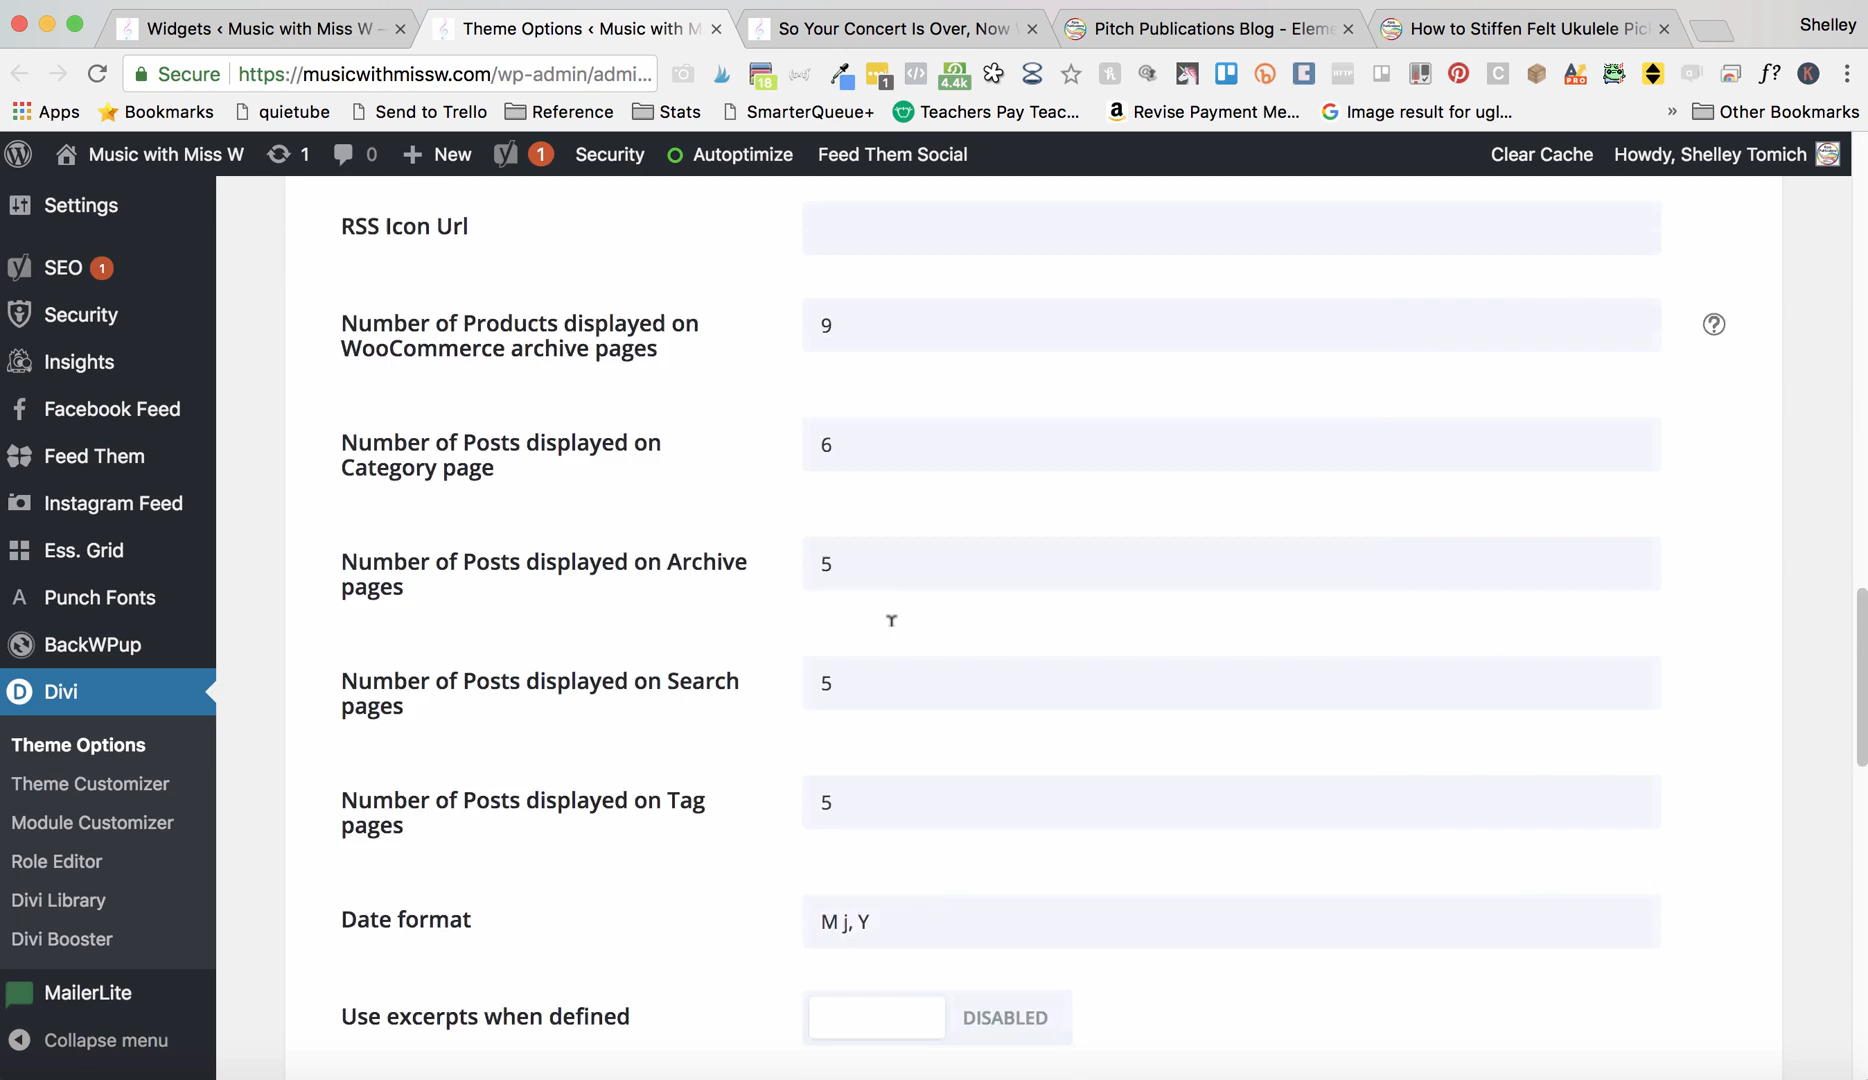 Widgets ‹ Music with Miss W –
Theme Options ‹ Music with M
So Your Concert Is Over, Now
Pitch Publications Blog - Eleme
How to Stiffen Felt Ukulele Pic
Shelley
Secure
https://musicwithmissw.com/wp-admin/admi...
18
1
4.4k
HTTP
PRO
f?
K
Apps
Bookmarks
quietube
Send to Trello
Reference
Stats
SmarterQueue+
Teachers Pay Teac...
Revise Payment Me...
Image result for ugl...
»
Other Bookmarks
Music with Miss W
1
0
New
1
Security
Autoptimize
Feed Them Social
Clear Cache
Howdy, Shelley Tomich
Settings
SEO 1
Security
Insights
Facebook Feed
Feed Them
Instagram Feed
Ess. Grid
Punch Fonts
BackWPup
Divi
Theme Options
Theme Customizer
Module Customizer
Role Editor
Divi Library
Divi Booster
MailerLite
Collapse menu
RSS Icon Url
Number of Products displayed on
WooCommerce archive pages
9
Number of Posts displayed on
Category page
6
Number of Posts displayed on Archive
pages
5
Number of Posts displayed on Search
pages
5
Number of Posts displayed on Tag
pages
5
Date format
M j, Y
Use excerpts when defined
DISABLED